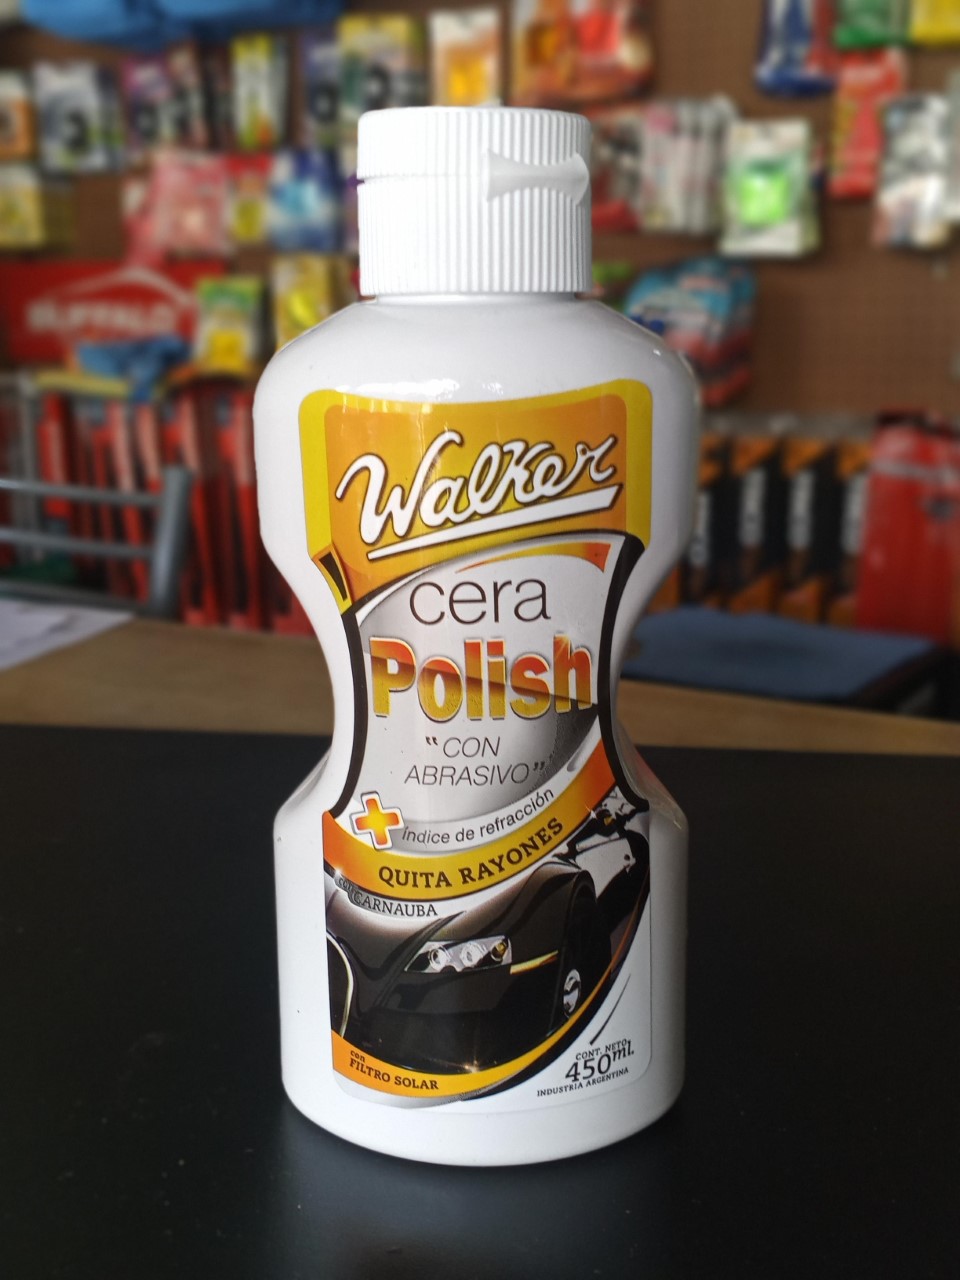 Walker
cera
Polish
"CON
ABRASIVO"
Índice de refracción
QUITA RAYONES
con CARNAUBA
con
FILTRO SOLAR
CONT. NETO
450ml.
INDUSTRIA ARGENTINA
BUFFALO